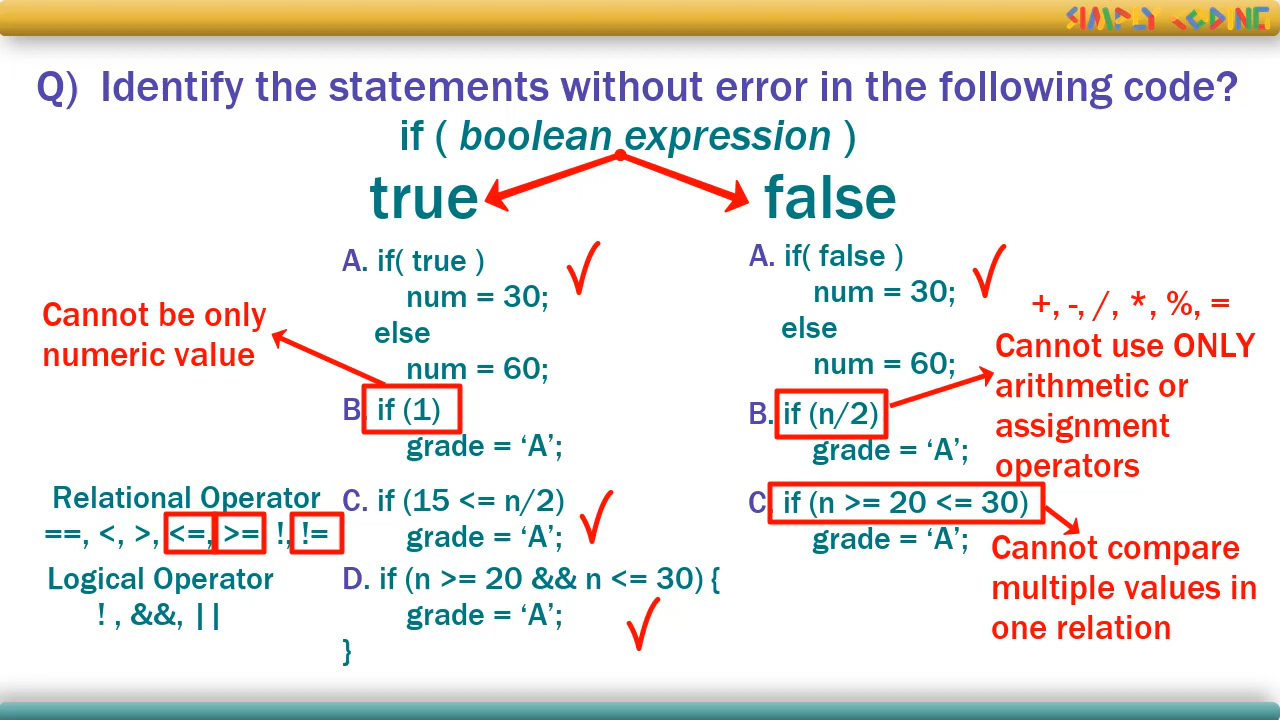 SIMPLY CODING
Q) Identify the statements without error in the following code?
if ( boolean expression )
true
false
A. if( true )
num = 30;
else
num = 60;
B. if (1)
grade = ‘A’;
C. if (15 <= n/2)
grade = ‘A’;
D. if (n >= 20 && n <= 30) {
grade = ‘A’;
}
Cannot be only
numeric value
Relational Operator
==, <, >, <=, >= !, !=
Logical Operator
! , &&, ||
A. if( false )
num = 30;
else
num = 60;
B. if (n/2)
grade = ‘A’;
C if (n >= 20 <= 30)
grade = ‘A’;
+, -, /, *, %, =
Cannot use ONLY
arithmetic or
assignment
operators
Cannot compare
multiple values in
one relation